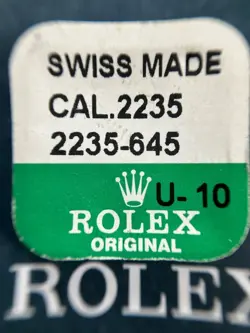 SWISS MADE
CAL.2235
2235-645
U- 10
ROLEX
ORIGINAL
ROLEX